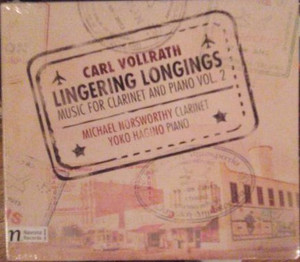 CARL VOLLRATH
LINGERING LONGINGS
MUSIC FOR CLARINET AND PIANO VOL. 2
MICHAEL NORSWORTHY CLARINET
YOKO HAGINO PIANO
n